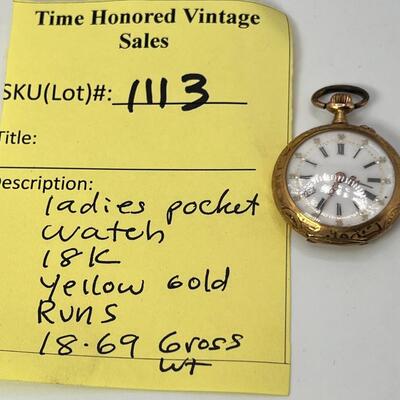 Time Honored Vintage
Sales
SKU(Lot)#: 1113
Title:
Description:
ladies pocket
watch
18K
yellow gold
Runs
18.69 Gross
wt